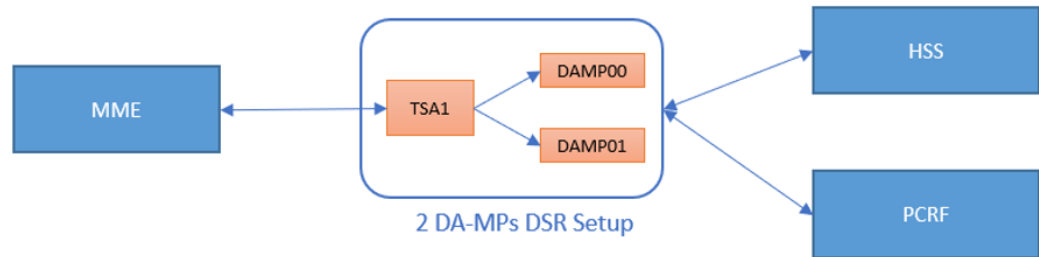 MME
TSA1
DAMP00
DAMP01
HSS
PCRF
2 DA-MPs DSR Setup